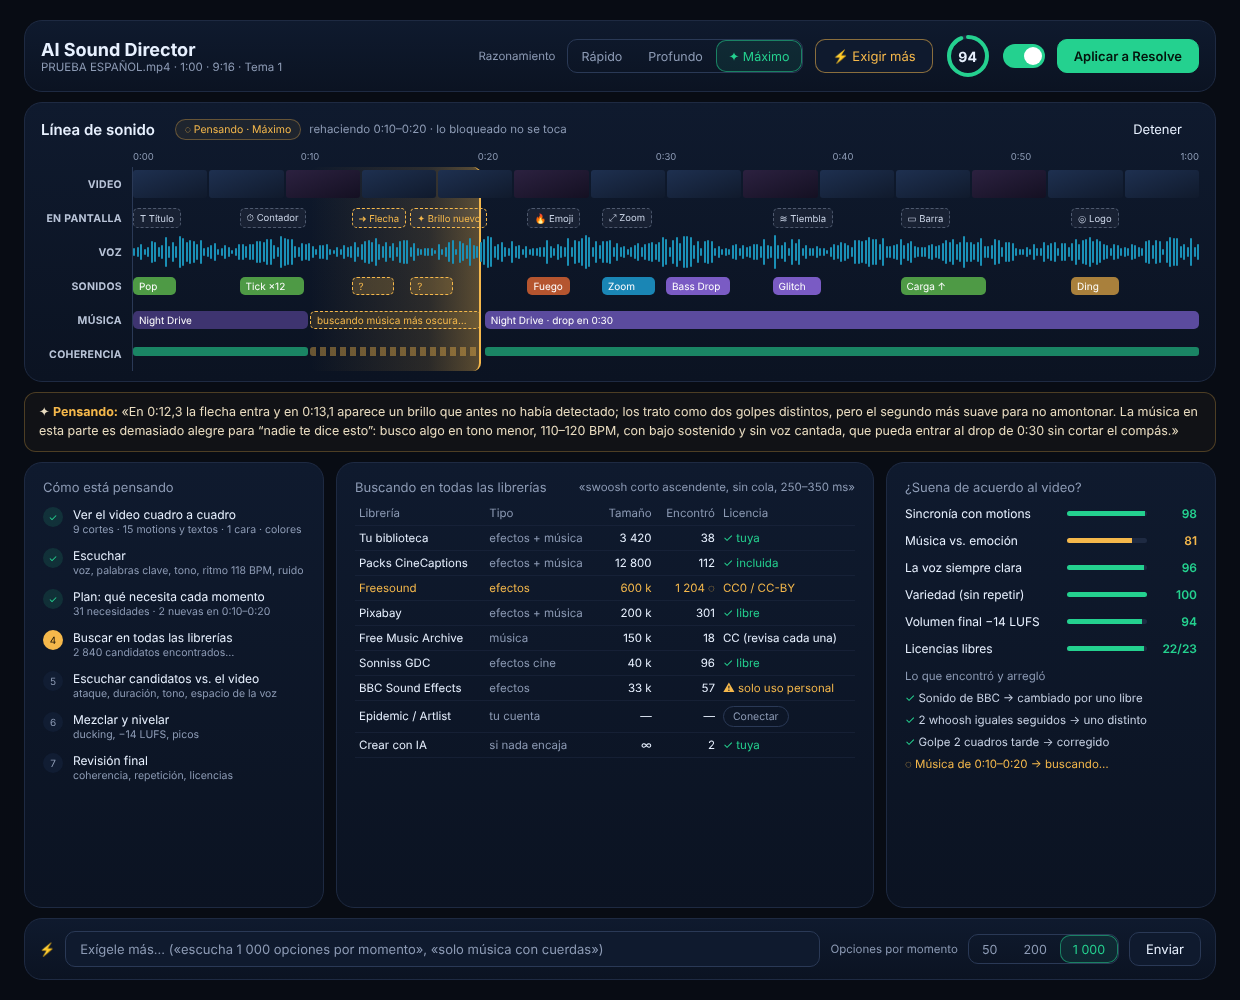 AI Sound Director
PRUEBA ESPAÑOL.mp4 · 1:00 · 9:16 · Tema 1
Razonamiento
Rápido
Profundo
✦ Máximo
⚡ Exigir más
94
Aplicar a Resolve
Línea de sonido
○ Pensando · Máximo
rehaciendo 0:10–0:20 · lo bloqueado no se toca
Detener
0:00 0:10 0:20 0:30 0:40 0:50 1:00
VIDEO
EN PANTALLA
T Título
⏱ Contador
➜ Flecha
✦ Brillo nuevo
🔥 Emoji
⤢ Zoom
≋ Tiembla
▭ Barra
◎ Logo
VOZ
SONIDOS
Pop
Tick ×12
?
?
Fuego
Zoom
Bass Drop
Glitch
Carga ↑
Ding
MÚSICA
Night Drive
buscando música más oscura…
Night Drive · drop en 0:30
COHERENCIA
✦ Pensando: «En 0:12,3 la flecha entra y en 0:13,1 aparece un brillo que antes no había detectado; los trato como dos golpes distintos, pero el segundo más suave para no amontonar. La música en
esta parte es demasiado alegre para “nadie te dice esto”: busco algo en tono menor, 110–120 BPM, con bajo sostenido y sin voz cantada, que pueda entrar al drop de 0:30 sin cortar el compás.»
Cómo está pensando
✓ Ver el video cuadro a cuadro
9 cortes · 15 motions y textos · 1 cara · colores
✓ Escuchar
voz, palabras clave, tono, ritmo 118 BPM, ruido
✓ Plan: qué necesita cada momento
31 necesidades · 2 nuevas en 0:10–0:20
4 Buscar en todas las librerías
2 840 candidatos encontrados…
5 Escuchar candidatos vs. el video
ataque, duración, tono, espacio de la voz
6 Mezclar y nivelar
ducking, −14 LUFS, picos
7 Revisión final
coherencia, repetición, licencias
Buscando en todas las librerías
«swoosh corto ascendente, sin cola, 250–350 ms»
Librería Tipo Tamaño Encontró Licencia
Tu biblioteca efectos + música 3 420 38 ✓ tuya
Packs CineCaptions efectos + música 12 800 112 ✓ incluida
Freesound efectos 600 k 1 204 ○ CC0 / CC-BY
Pixabay efectos + música 200 k 301 ✓ libre
Free Music Archive música 150 k 18 CC (revisa cada una)
Sonniss GDC efectos cine 40 k 96 ✓ libre
BBC Sound Effects efectos 33 k 57 ⚠ solo uso personal
Epidemic / Artlist tu cuenta — — Conectar
Crear con IA si nada encaja ∞ 2 ✓ tuya
¿Suena de acuerdo al video?
Sincronía con motions 98
Música vs. emoción 81
La voz siempre clara 96
Variedad (sin repetir) 100
Volumen final −14 LUFS 94
Licencias libres 22/23
Lo que encontró y arregló
✓ Sonido de BBC → cambiado por uno libre
✓ 2 whoosh iguales seguidos → uno distinto
✓ Golpe 2 cuadros tarde → corregido
○ Música de 0:10–0:20 → buscando…
⚡ Exígele más… («escucha 1 000 opciones por momento», «solo música con cuerdas»)
Opciones por momento
50
200
1 000
Enviar